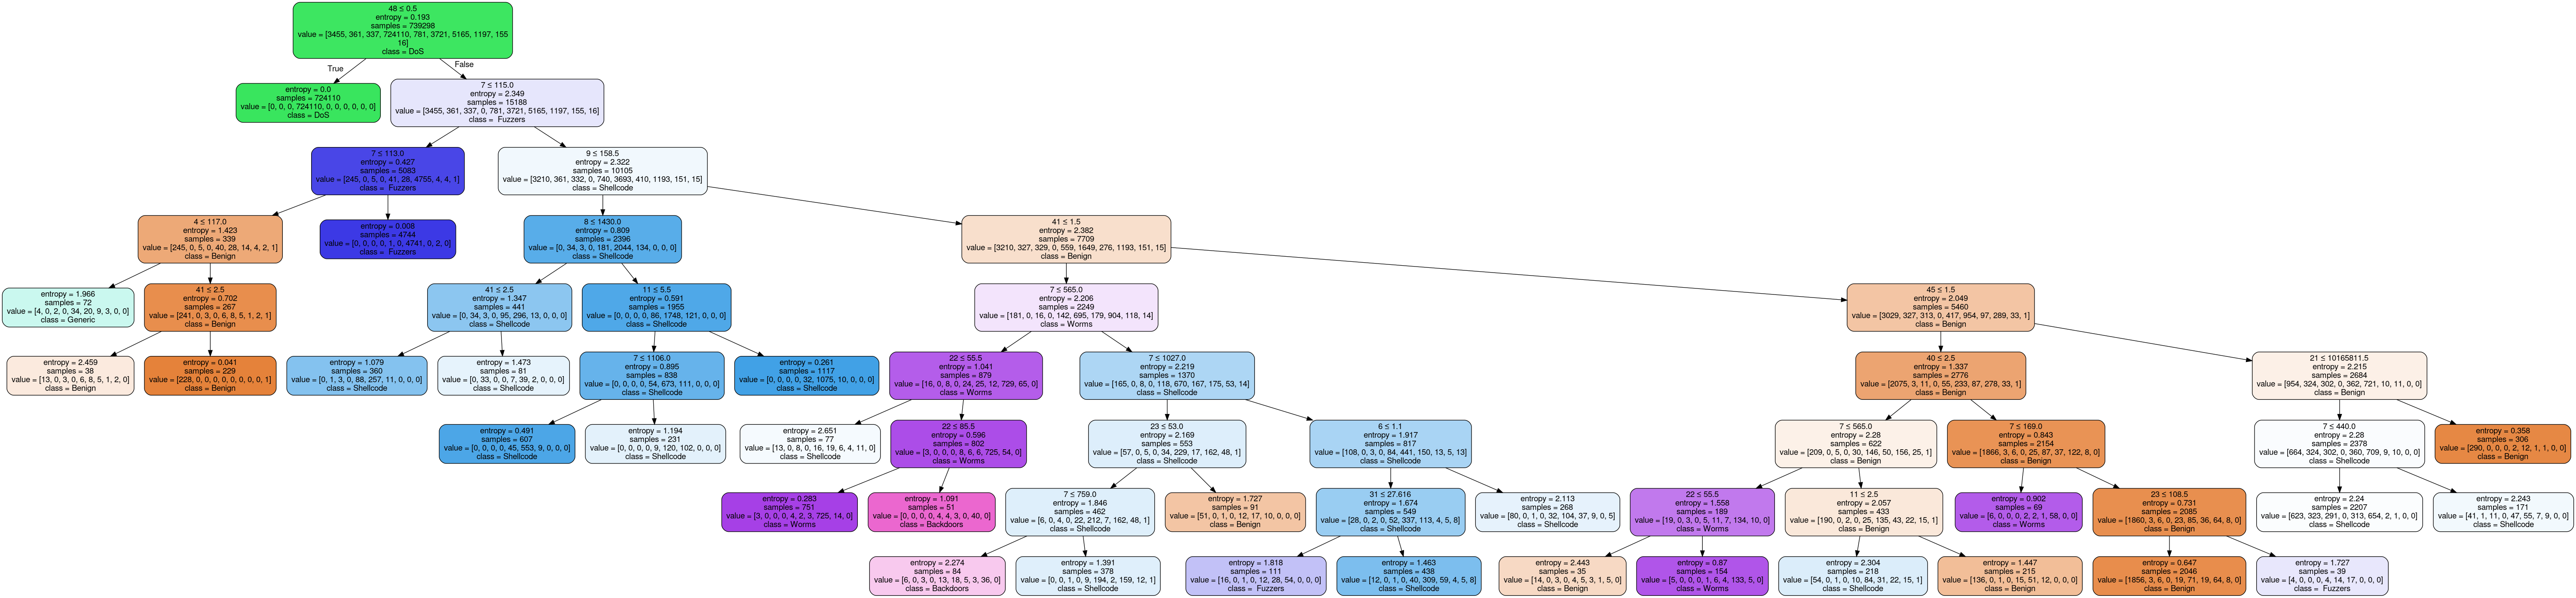 48 ≤ 0.5
entropy = 0.193
samples = 739298
value = [3455, 361, 337, 724110, 781, 3721, 5165, 1197, 155
16]
class = DoS
True
False
entropy = 0.0
samples = 724110
value = [0, 0, 0, 724110, 0, 0, 0, 0, 0, 0]
class = DoS
7 ≤ 115.0
entropy = 2.349
samples = 15188
value = [3455, 361, 337, 0, 781, 3721, 5165, 1197, 155, 16]
class = Fuzzers
7 ≤ 113.0
entropy = 0.427
samples = 5083
value = [245, 0, 5, 0, 41, 28, 4755, 4, 4, 1]
class = Fuzzers
9 ≤ 158.5
entropy = 2.322
samples = 10105
value = [3210, 361, 332, 0, 740, 3693, 410, 1193, 151, 15]
class = Shellcode
4 ≤ 117.0
entropy = 1.423
samples = 339
value = [245, 0, 5, 0, 40, 28, 14, 4, 2, 1]
class = Benign
entropy = 0.008
samples = 4744
value = [0, 0, 0, 0, 1, 0, 4741, 0, 2, 0]
class = Fuzzers
8 ≤ 1430.0
entropy = 0.809
samples = 2396
value = [0, 34, 3, 0, 181, 2044, 134, 0, 0, 0]
class = Shellcode
41 ≤ 1.5
entropy = 2.382
samples = 7709
value = [3210, 327, 329, 0, 559, 1649, 276, 1193, 151, 15]
class = Benign
entropy = 1.966
samples = 72
value = [4, 0, 2, 0, 34, 20, 9, 3, 0, 0]
class = Generic
41 ≤ 2.5
entropy = 0.702
samples = 267
value = [241, 0, 3, 0, 6, 8, 5, 1, 2, 1]
class = Benign
41 ≤ 2.5
entropy = 1.347
samples = 441
value = [0, 34, 3, 0, 95, 296, 13, 0, 0, 0]
class = Shellcode
11 ≤ 5.5
entropy = 0.591
samples = 1955
value = [0, 0, 0, 0, 86, 1748, 121, 0, 0, 0]
class = Shellcode
7 ≤ 565.0
entropy = 2.206
samples = 2249
value = [181, 0, 16, 0, 142, 695, 179, 904, 118, 14]
class = Worms
45 ≤ 1.5
entropy = 2.049
samples = 5460
value = [3029, 327, 313, 0, 417, 954, 97, 289, 33, 1]
class = Benign
entropy = 2.459
samples = 38
value = [13, 0, 3, 0, 6, 8, 5, 1, 2, 0]
class = Benign
entropy = 0.041
samples = 229
value = [228, 0, 0, 0, 0, 0, 0, 0, 0, 1]
class = Benign
entropy = 1.079
samples = 360
value = [0, 1, 3, 0, 88, 257, 11, 0, 0, 0]
class = Shellcode
entropy = 1.473
samples = 81
value = [0, 33, 0, 0, 7, 39, 2, 0, 0, 0]
class = Shellcode
7 ≤ 1106.0
entropy = 0.895
samples = 838
value = [0, 0, 0, 0, 54, 673, 111, 0, 0, 0]
class = Shellcode
entropy = 0.261
samples = 1117
value = [0, 0, 0, 0, 32, 1075, 10, 0, 0, 0]
class = Shellcode
22 ≤ 55.5
entropy = 1.041
samples = 879
value = [16, 0, 8, 0, 24, 25, 12, 729, 65, 0]
class = Worms
7 ≤ 1027.0
entropy = 2.219
samples = 1370
value = [165, 0, 8, 0, 118, 670, 167, 175, 53, 14]
class = Shellcode
40 ≤ 2.5
entropy = 1.337
samples = 2776
value = [2075, 3, 11, 0, 55, 233, 87, 278, 33, 1]
class = Benign
21 ≤ 10165811.5
entropy = 2.215
samples = 2684
value = [954, 324, 302, 0, 362, 721, 10, 11, 0, 0]
class = Benign
entropy = 0.491
samples = 607
value = [0, 0, 0, 0, 45, 553, 9, 0, 0, 0]
class = Shellcode
entropy = 1.194
samples = 231
value = [0, 0, 0, 0, 9, 120, 102, 0, 0, 0]
class = Shellcode
entropy = 2.651
samples = 77
value = [13, 0, 8, 0, 16, 19, 6, 4, 11, 0]
class = Shellcode
22 ≤ 85.5
entropy = 0.596
samples = 802
value = [3, 0, 0, 0, 8, 6, 6, 725, 54, 0]
class = Worms
23 ≤ 53.0
entropy = 2.169
samples = 553
value = [57, 0, 5, 0, 34, 229, 17, 162, 48, 1]
class = Shellcode
6 ≤ 1.1
entropy = 1.917
samples = 817
value = [108, 0, 3, 0, 84, 441, 150, 13, 5, 13]
class = Shellcode
7 ≤ 565.0
entropy = 2.28
samples = 622
value = [209, 0, 5, 0, 30, 146, 50, 156, 25, 1]
class = Benign
7 ≤ 169.0
entropy = 0.843
samples = 2154
value = [1866, 3, 6, 0, 25, 87, 37, 122, 8, 0]
class = Benign
7 ≤ 440.0
entropy = 2.28
samples = 2378
value = [664, 324, 302, 0, 360, 709, 9, 10, 0, 0]
class = Shellcode
entropy = 0.358
samples = 306
value = [290, 0, 0, 0, 2, 12, 1, 1, 0, 0]
class = Benign
entropy = 0.283
samples = 751
value = [3, 0, 0, 0, 4, 2, 3, 725, 14, 0]
class = Worms
entropy = 1.091
samples = 51
value = [0, 0, 0, 0, 4, 4, 3, 0, 40, 0]
class = Backdoors
7 ≤ 759.0
entropy = 1.846
samples = 462
value = [6, 0, 4, 0, 22, 212, 7, 162, 48, 1]
class = Shellcode
entropy = 1.727
samples = 91
value = [51, 0, 1, 0, 12, 17, 10, 0, 0, 0]
class = Benign
31 ≤ 27.616
entropy = 1.674
samples = 549
value = [28, 0, 2, 0, 52, 337, 113, 4, 5, 8]
class = Shellcode
entropy = 2.113
samples = 268
value = [80, 0, 1, 0, 32, 104, 37, 9, 0, 5]
class = Shellcode
22 ≤ 55.5
entropy = 1.558
samples = 189
value = [19, 0, 3, 0, 5, 11, 7, 134, 10, 0]
class = Worms
11 ≤ 2.5
entropy = 2.057
samples = 433
value = [190, 0, 2, 0, 25, 135, 43, 22, 15, 1]
class = Benign
entropy = 0.902
samples = 69
value = [6, 0, 0, 0, 2, 2, 1, 58, 0, 0]
class = Worms
23 ≤ 108.5
entropy = 0.731
samples = 2085
value = [1860, 3, 6, 0, 23, 85, 36, 64, 8, 0]
class = Benign
entropy = 2.24
samples = 2207
value = [623, 323, 291, 0, 313, 654, 2, 1, 0, 0]
class = Shellcode
entropy = 2.243
samples = 171
value = [41, 1, 11, 0, 47, 55, 7, 9, 0, 0]
class = Shellcode
entropy = 2.274
samples = 84
value = [6, 0, 3, 0, 13, 18, 5, 3, 36, 0]
class = Backdoors
entropy = 1.391
samples = 378
value = [0, 0, 1, 0, 9, 194, 2, 159, 12, 1]
class = Shellcode
entropy = 1.818
samples = 111
value = [16, 0, 1, 0, 12, 28, 54, 0, 0, 0]
class = Fuzzers
entropy = 1.463
samples = 438
value = [12, 0, 1, 0, 40, 309, 59, 4, 5, 8]
class = Shellcode
entropy = 2.443
samples = 35
value = [14, 0, 3, 0, 4, 5, 3, 1, 5, 0]
class = Benign
entropy = 0.87
samples = 154
value = [5, 0, 0, 0, 1, 6, 4, 133, 5, 0]
class = Worms
entropy = 2.304
samples = 218
value = [54, 0, 1, 0, 10, 84, 31, 22, 15, 1]
class = Shellcode
entropy = 1.447
samples = 215
value = [136, 0, 1, 0, 15, 51, 12, 0, 0, 0]
class = Benign
entropy = 0.647
samples = 2046
value = [1856, 3, 6, 0, 19, 71, 19, 64, 8, 0]
class = Benign
entropy = 1.727
samples = 39
value = [4, 0, 0, 0, 4, 14, 17, 0, 0, 0]
class = Fuzzers